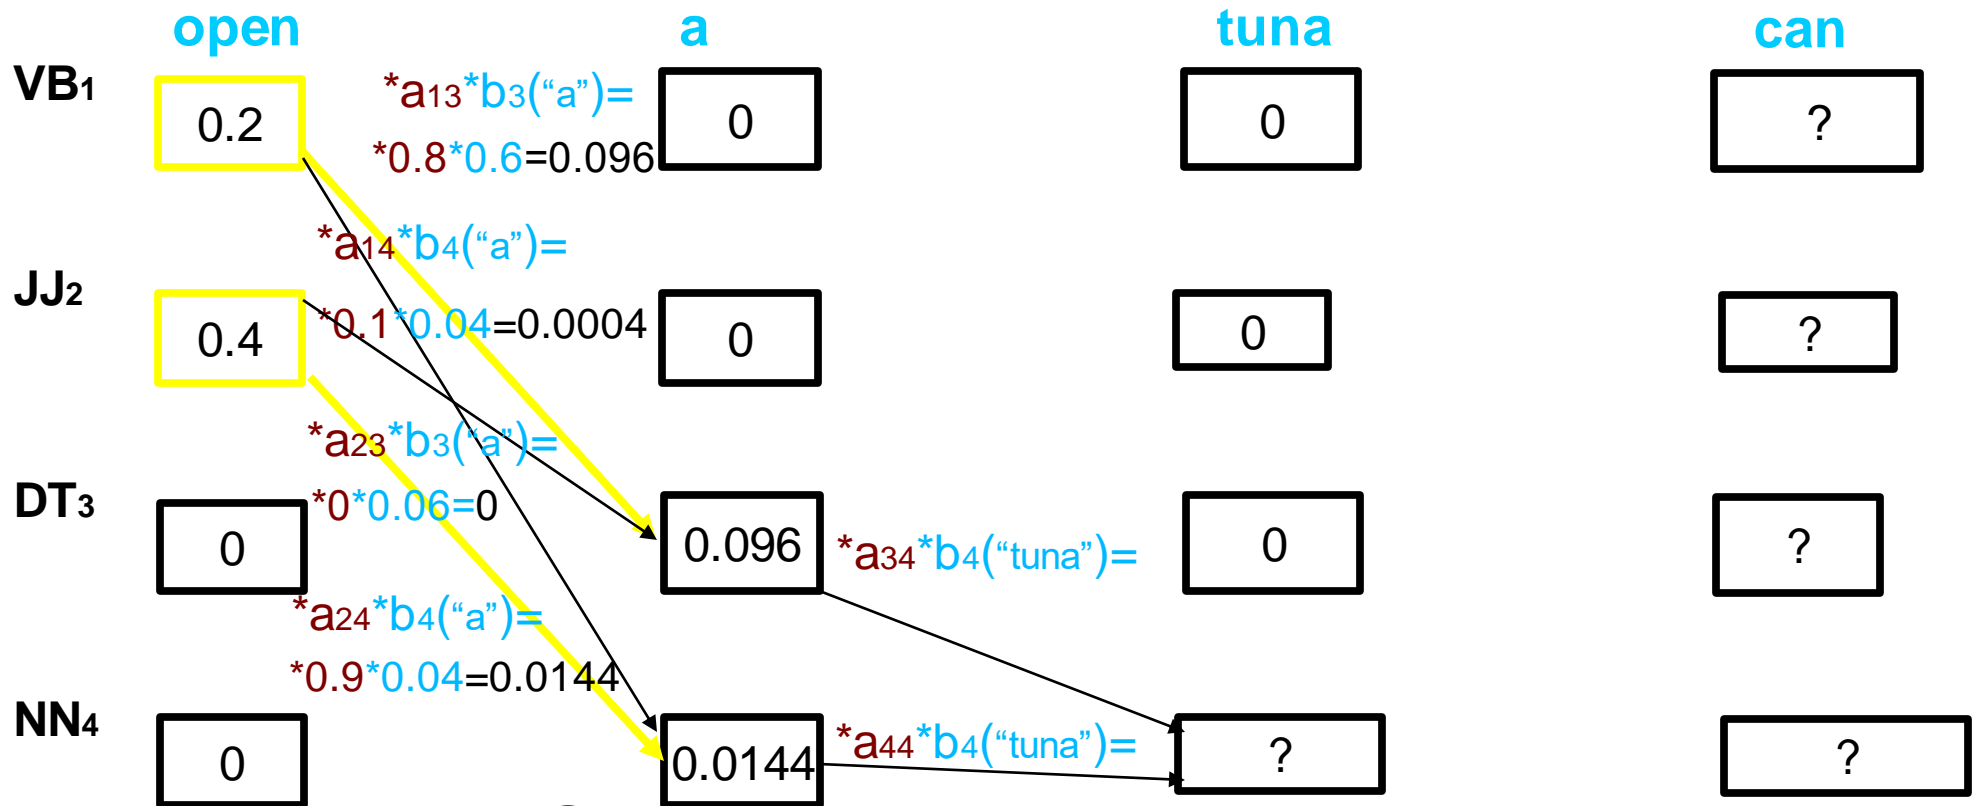 open a tuna can
VB1 0.2 *a13*b3(“a”)= 0 0 ?
*0.8*0.6=0.096
*a14*b4(“a”)=
JJ2 0.4 *0.1*0.04=0.0004 0 0 ?
*a23*b3(“a”)=
DT3 0 *0*0.06=0 0.096 *a34*b4(“tuna”)= 0 ?
*a24*b4(“a”)=
*0.9*0.04=0.0144
NN4 0 0.0144 *a44*b4(“tuna”)= ? ?